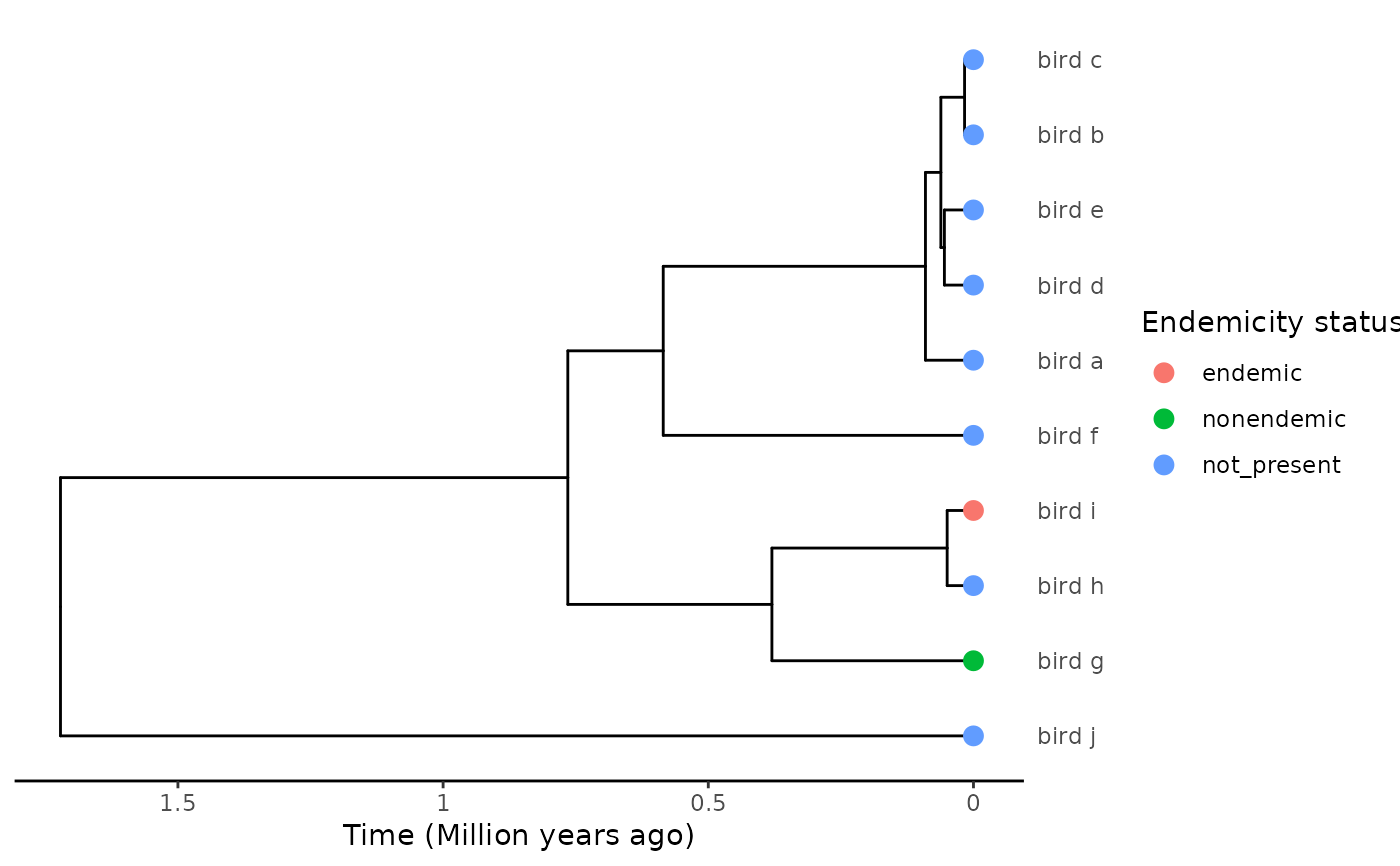 bird c
bird b
bird e
bird d
bird a
bird f
bird i
bird h
bird g
bird j
Endemicity status
endemic
nonendemic
not_present
1.5 1 0.5 0
Time (Million years ago)